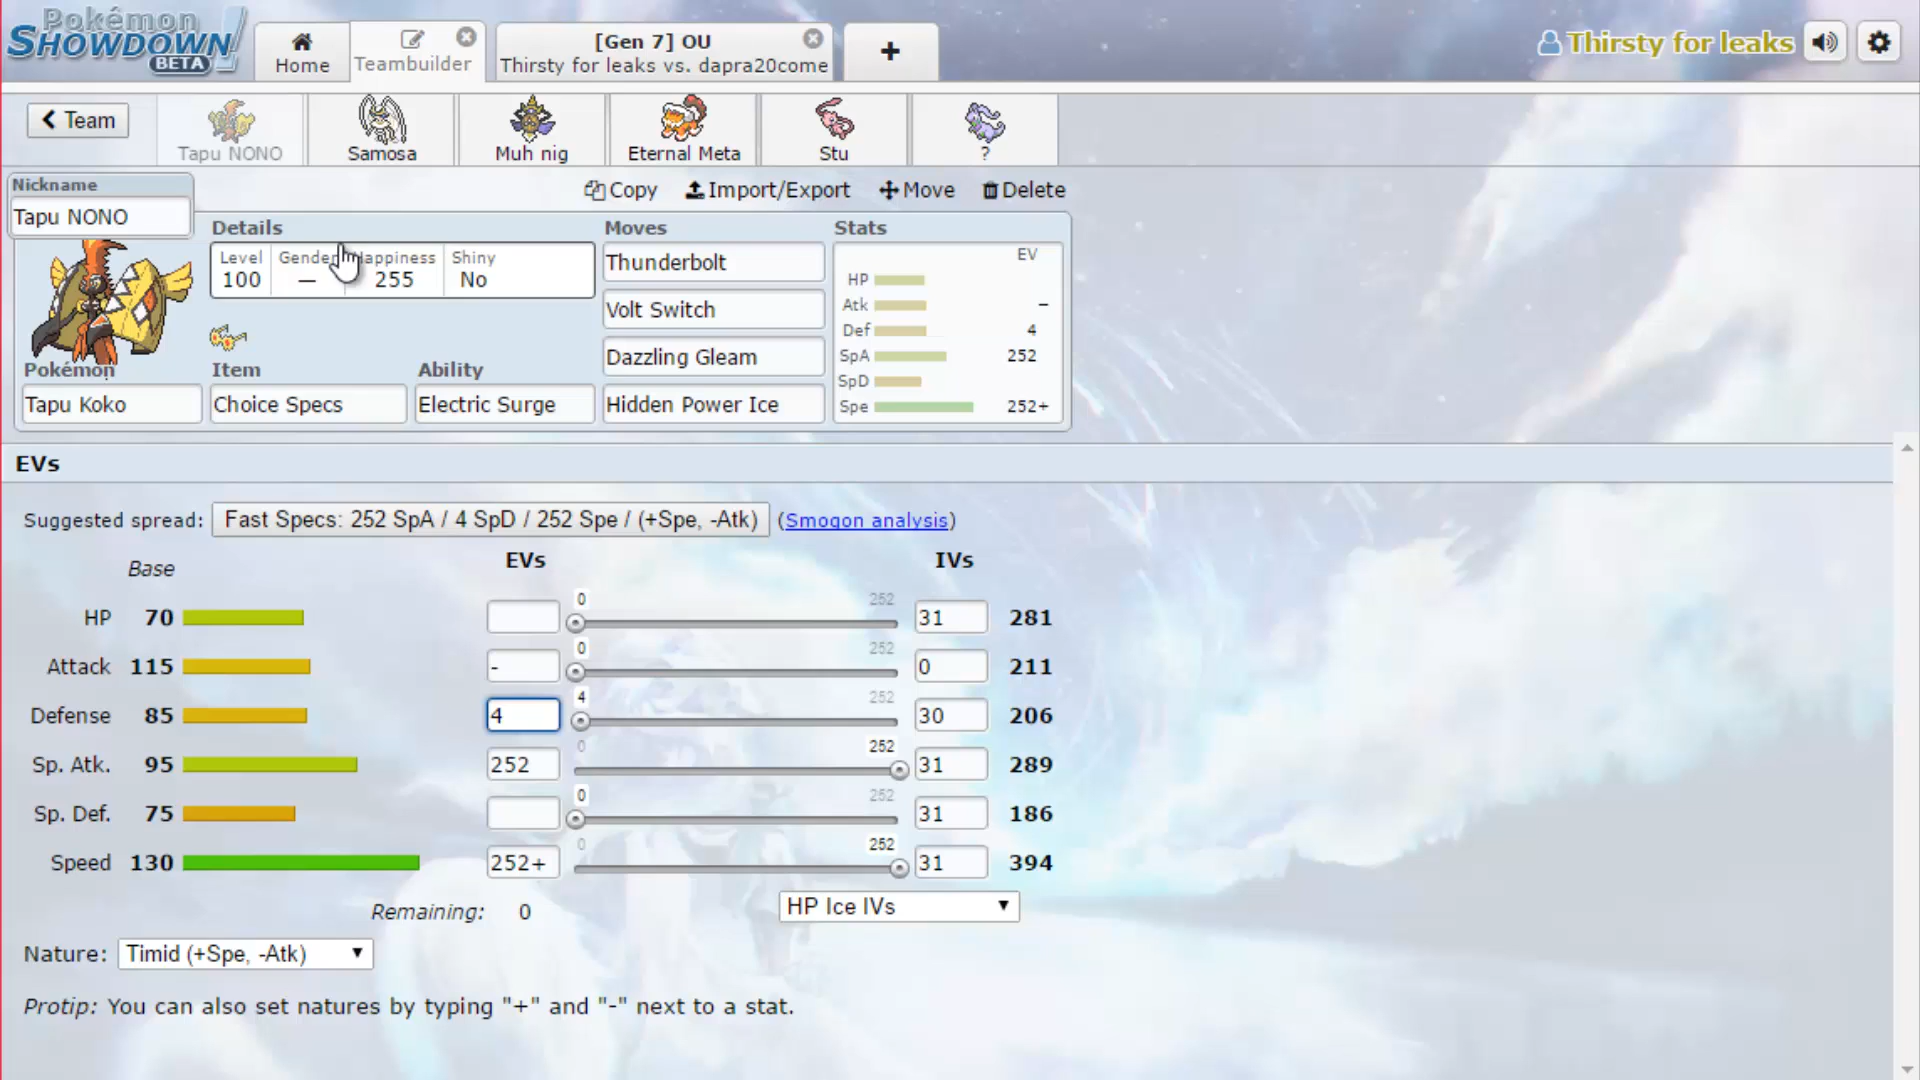 Pokémon
SHOWDOWN!
BETA
Home
Teambuilder
[Gen 7] OU
Thirsty for leaks vs. dapra20come
+
Thirsty for leaks
Team
Tapu NONO
Samosa
Muh nig
Eternal Meta
Stu
?
Copy
Import/Export
Move
Delete
Nickname
Tapu NONO
Details
Level
100
Gender
—
Happiness
255
Shiny
No
Pokémon
Tapu Koko
Item
Choice Specs
Ability
Electric Surge
Moves
Thunderbolt
Volt Switch
Dazzling Gleam
Hidden Power Ice
Stats
EV
HP
Atk –
Def 4
SpA 252
SpD
Spe 252+
EVs
Suggested spread: Fast Specs: 252 SpA / 4 SpD / 252 Spe / (+Spe, -Atk) (Smogon analysis)
Base EVs IVs
0 252
HP 70 31 281
0 252
Attack 115 - 0 211
4 252
Defense 85 4 30 206
0 252
Sp. Atk. 95 252 31 289
0 252
Sp. Def. 75 31 186
0 252
Speed 130 252+ 31 394
Remaining: 0 HP Ice IVs
Nature: Timid (+Spe, -Atk)
Protip: You can also set natures by typing "+" and "-" next to a stat.